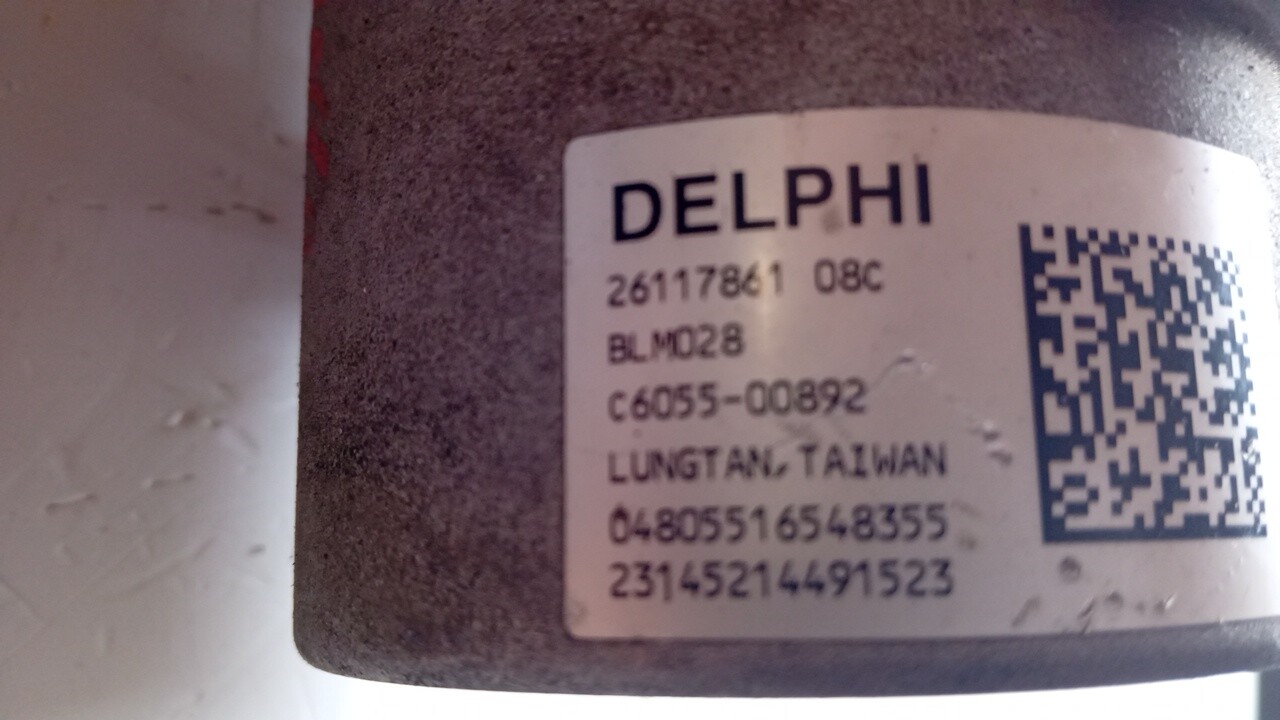 DELPHI
26117861 08C
BLM028
C6055-00892
LUNGTAN, TAIWAN
04805516548355
23145214491523